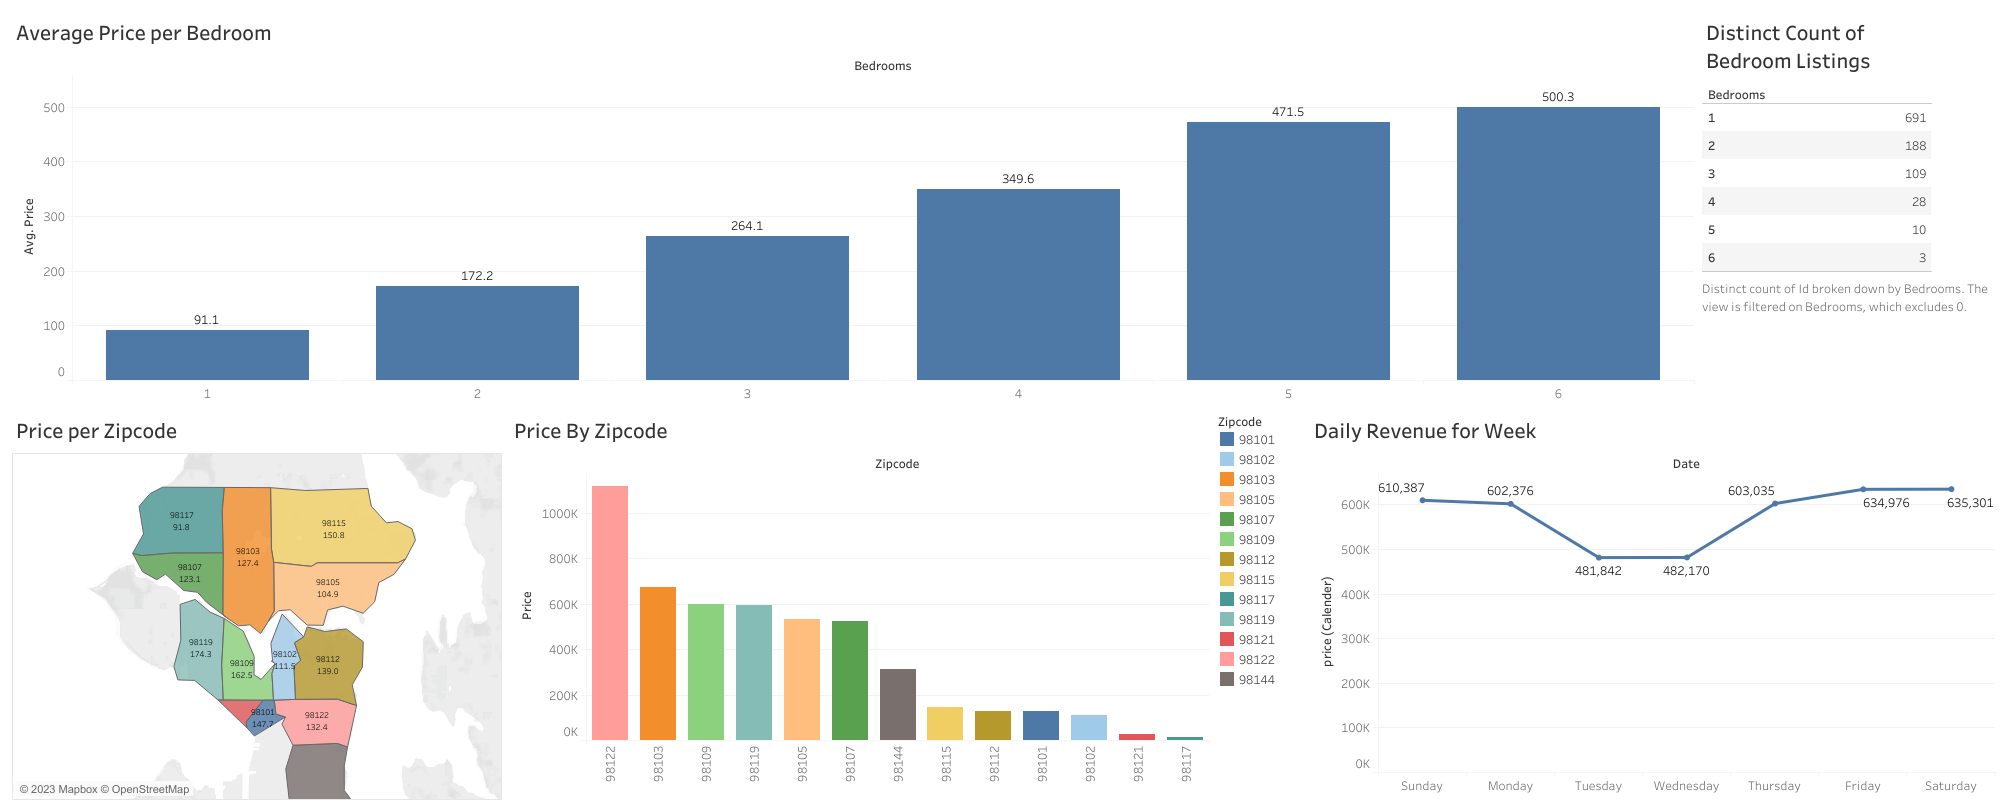 Average Price per Bedroom
Bedrooms
Avg. Price
500
400
300
200
100
0
91.1
172.2
264.1
349.6
471.5
500.3
1
2
3
4
5
6
Distinct Count of
Bedroom Listings
Bedrooms
1 691
2 188
3 109
4 28
5 10
6 3
Distinct count of Id broken down by Bedrooms. The
view is filtered on Bedrooms, which excludes 0.
Price per Zipcode
98117
91.8
98103
127.4
98115
150.8
98107
123.1
98105
104.9
98119
174.3
98109
162.5
98102
111.9
98112
139.0
98101
147.7
98122
132.4
© 2023 Mapbox © OpenStreetMap
Price By Zipcode
Zipcode
Price
1000K
800K
600K
400K
200K
0K
98122
98103
98109
98119
98105
98107
98144
98115
98112
98101
98102
98121
98117
Zipcode
98101
98102
98103
98105
98107
98109
98112
98115
98117
98119
98121
98122
98144
Daily Revenue for Week
Date
price (Calender)
600K
500K
400K
300K
200K
100K
0K
610,387
602,376
481,842
482,170
603,035
634,976
635,301
Sunday
Monday
Tuesday
Wednesday
Thursday
Friday
Saturday